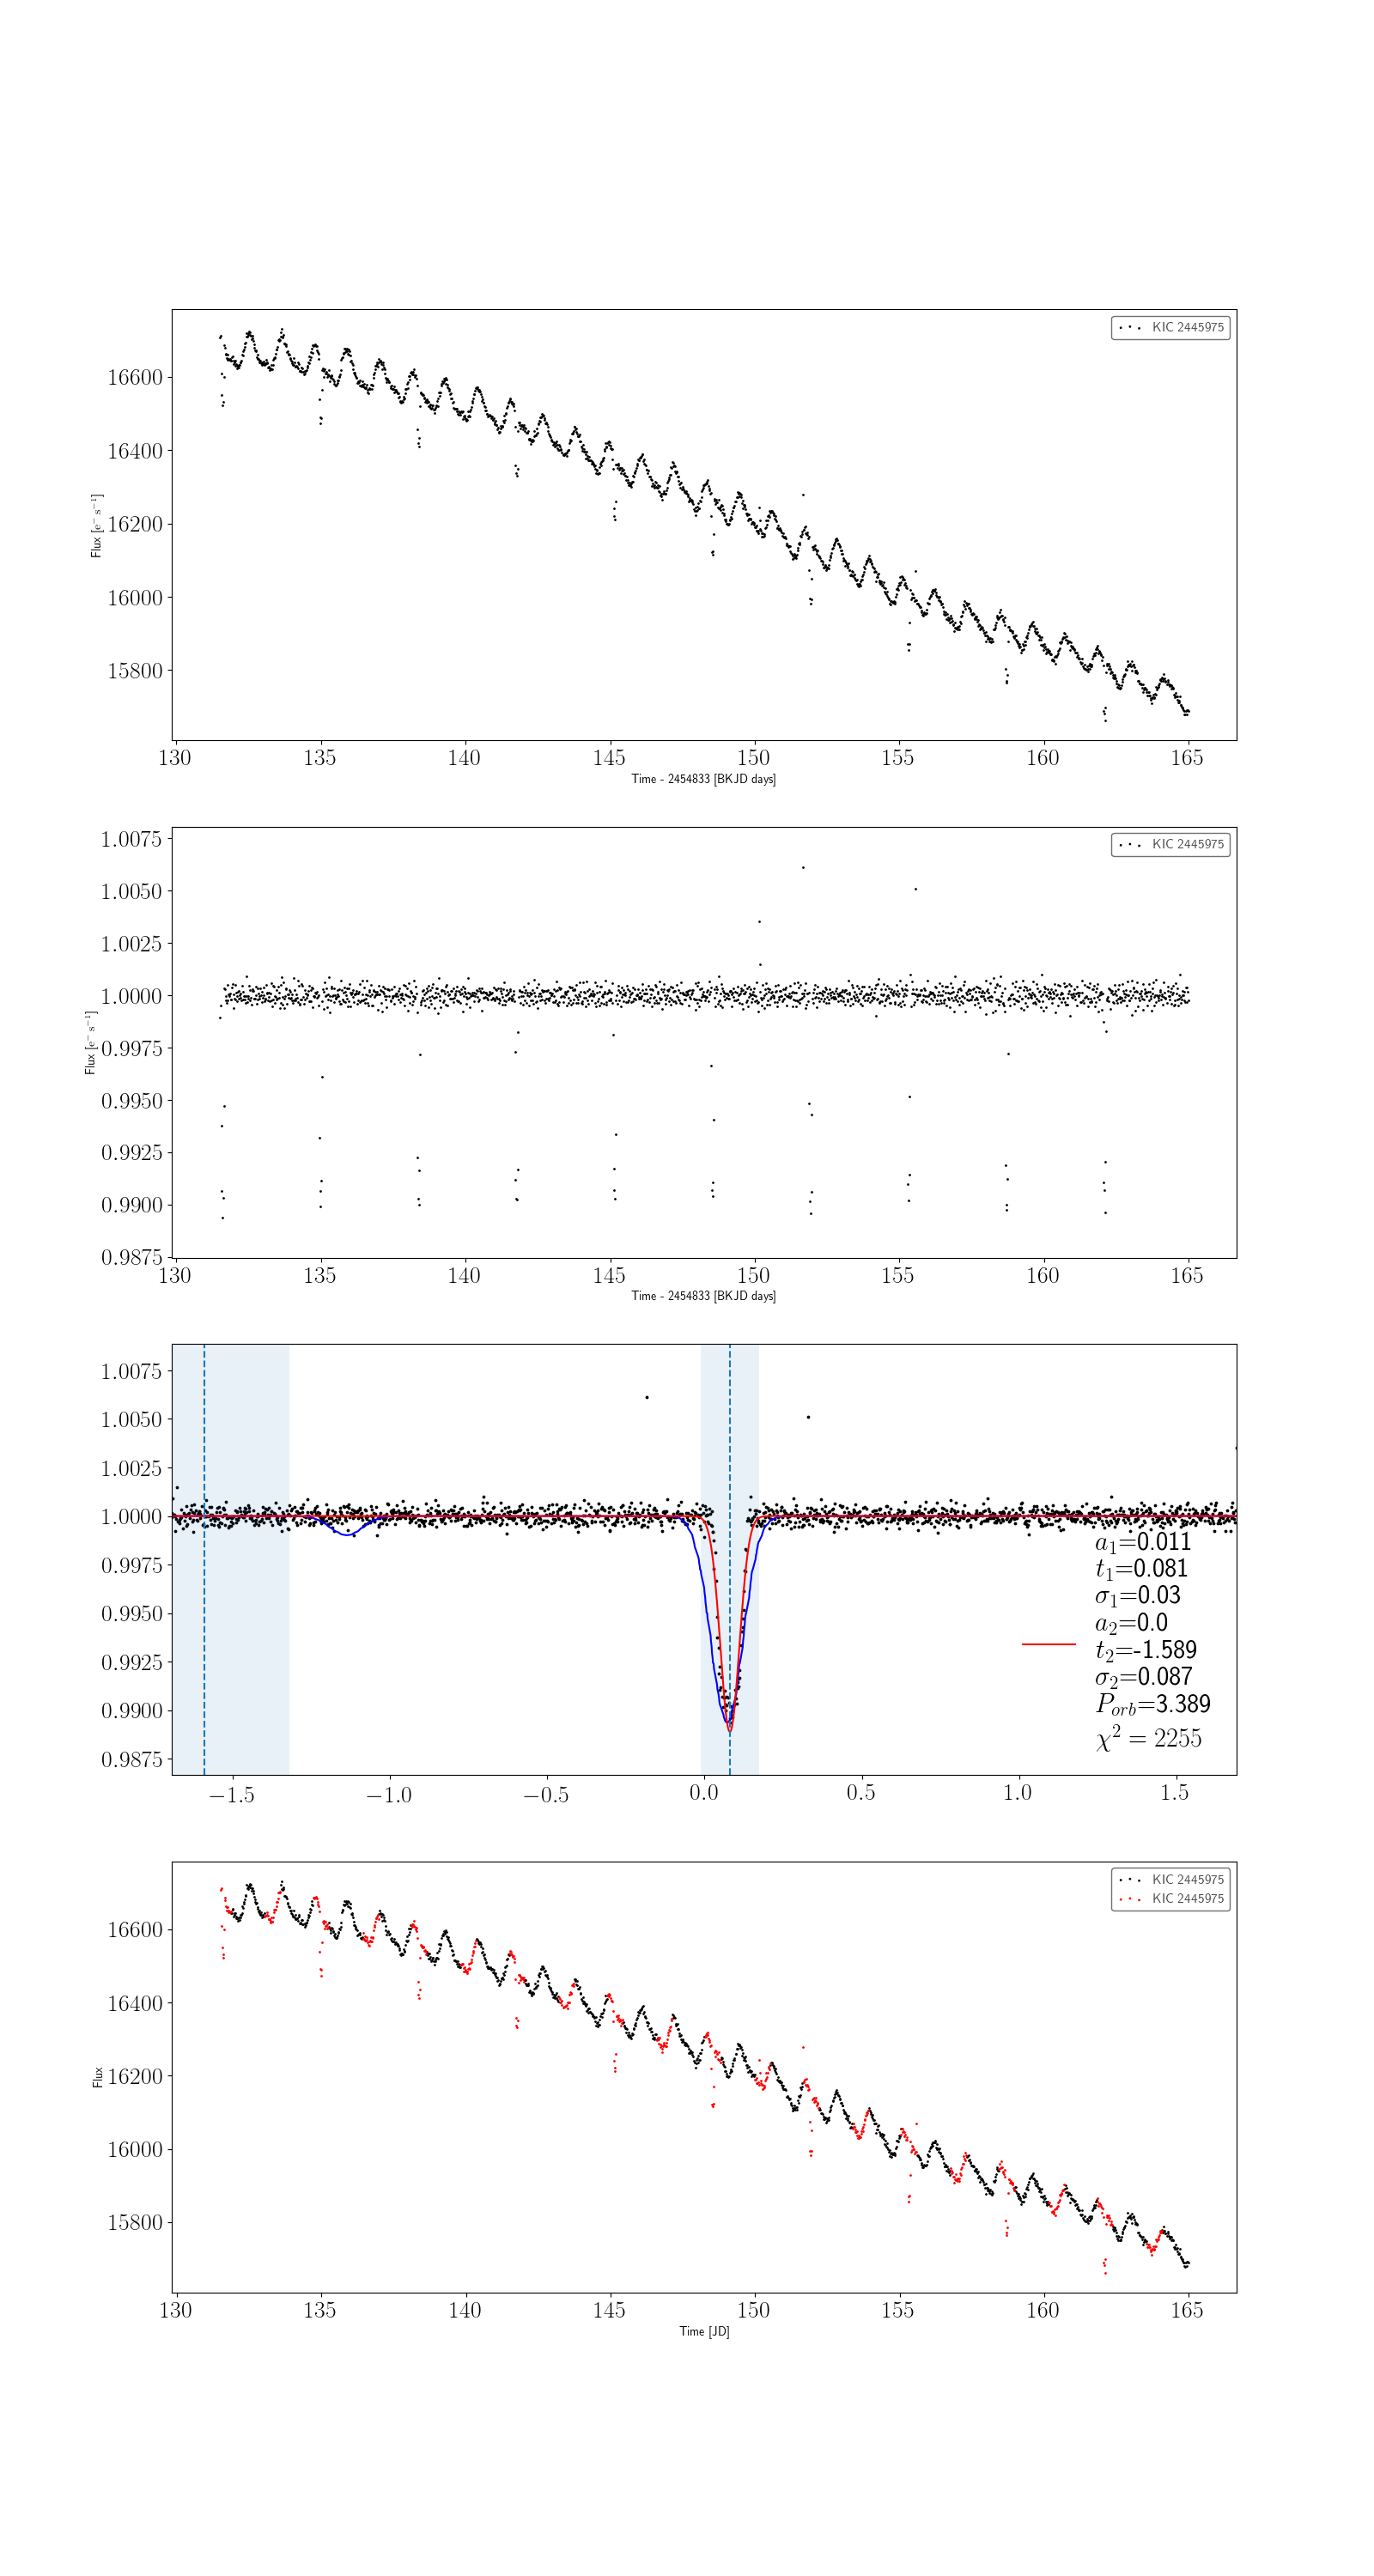 KIC 2445975
16600
16400
16200
16000
15800
Flux [e⁻ s⁻¹]
130 135 140 145 150 155 160 165
Time - 2454833 [BKJD days]
KIC 2445975
1.0075
1.0050
1.0025
1.0000
0.9975
0.9950
0.9925
0.9900
0.9875
Flux [e⁻ s⁻¹]
130 135 140 145 150 155 160 165
Time - 2454833 [BKJD days]
1.0075
1.0050
1.0025
1.0000
0.9975
0.9950
0.9925
0.9900
0.9875
a₁=0.011
t₁=0.081
σ₁=0.03
a₂=0.0
t₂=-1.589
σ₂=0.087
P_orb=3.389
χ² = 2255
−1.5 −1.0 −0.5 0.0 0.5 1.0 1.5
KIC 2445975
KIC 2445975
16600
16400
16200
16000
15800
Flux
130 135 140 145 150 155 160 165
Time [JD]